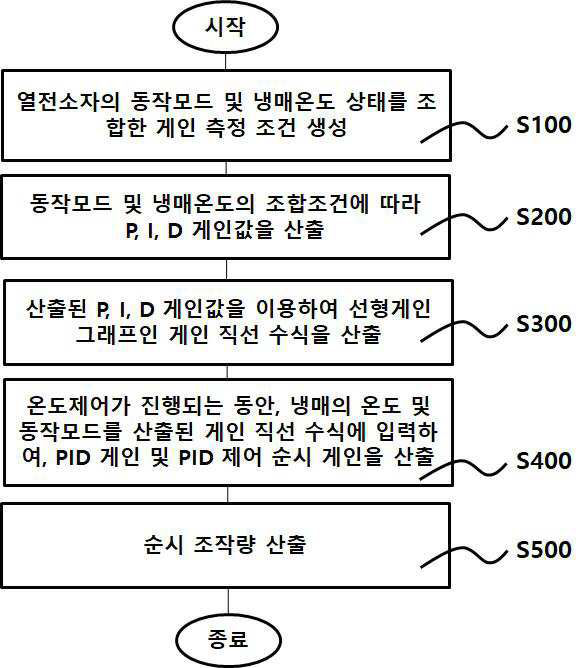 시작
열전소자의 동작모드 및 냉매온도 상태를 조
합한 게인 측정 조건 생성
S100
동작모드 및 냉매온도의 조합조건에 따라
P, I, D 게인값을 산출
S200
산출된 P, I, D 게인값을 이용하여 선형게인
그래프인 게인 직선 수식을 산출
S300
온도제어가 진행되는 동안, 냉매의 온도 및
동작모드를 산출된 게인 직선 수식에 입력하
여, PID 게인 및 PID 제어 순시 게인을 산출
S400
순시 조작량 산출
S500
종료